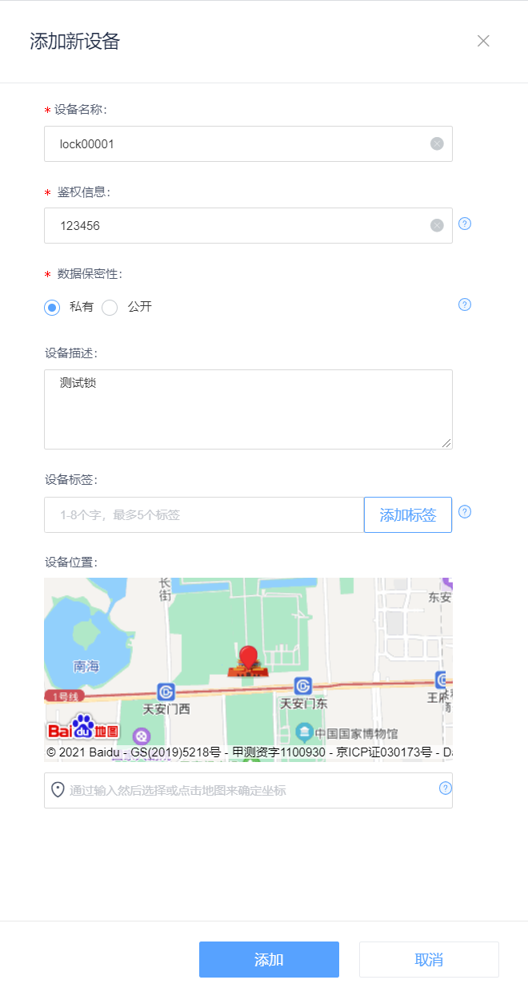 添加新设备
* 设备名称：
lock00001
* 鉴权信息：
123456
?
* 数据保密性：
私有 公开
?
设备描述：
测试锁
设备标签：
1-8个字，最多5个标签 添加标签
?
设备位置：
长街
东安
南海
1号线
天安门西
天安门东
王府
Bai du 地图
中国国家博物馆
© 2021 Baidu - GS(2019)5218号 - 甲测资字1100930 - 京ICP证030173号 - Da
通过输入然后选择或点击地图来确定坐标
?
添加 取消